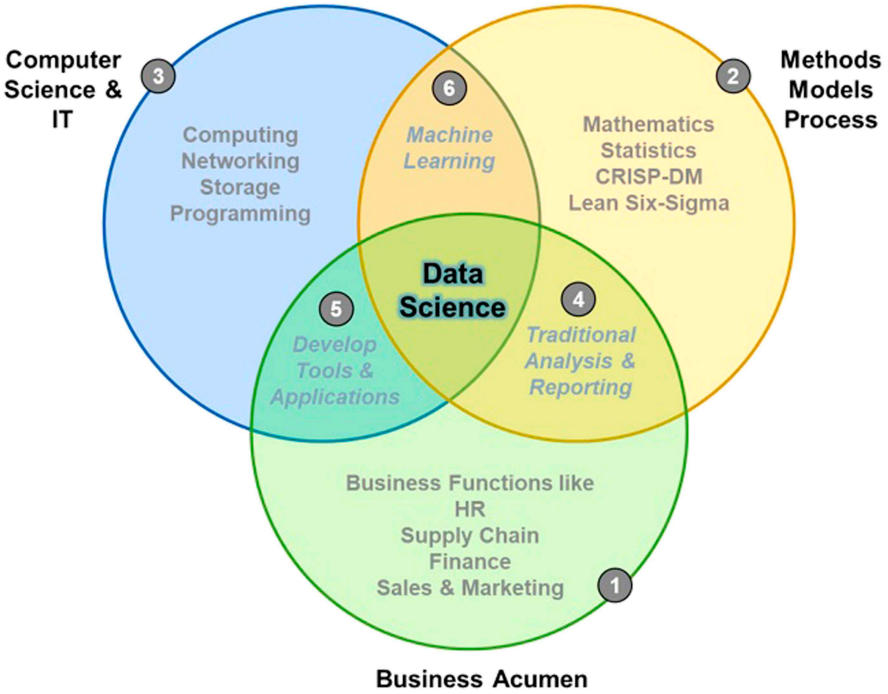 Computer
Science &
IT
3
Computing
Networking
Storage
Programming
6
Machine
Learning
2
Methods
Models
Process
Mathematics
Statistics
CRISP-DM
Lean Six-Sigma
Data
Science
5
Develop
Tools &
Applications
4
Traditional
Analysis &
Reporting
Business Functions like
HR
Supply Chain
Finance
Sales & Marketing
1
Business Acumen